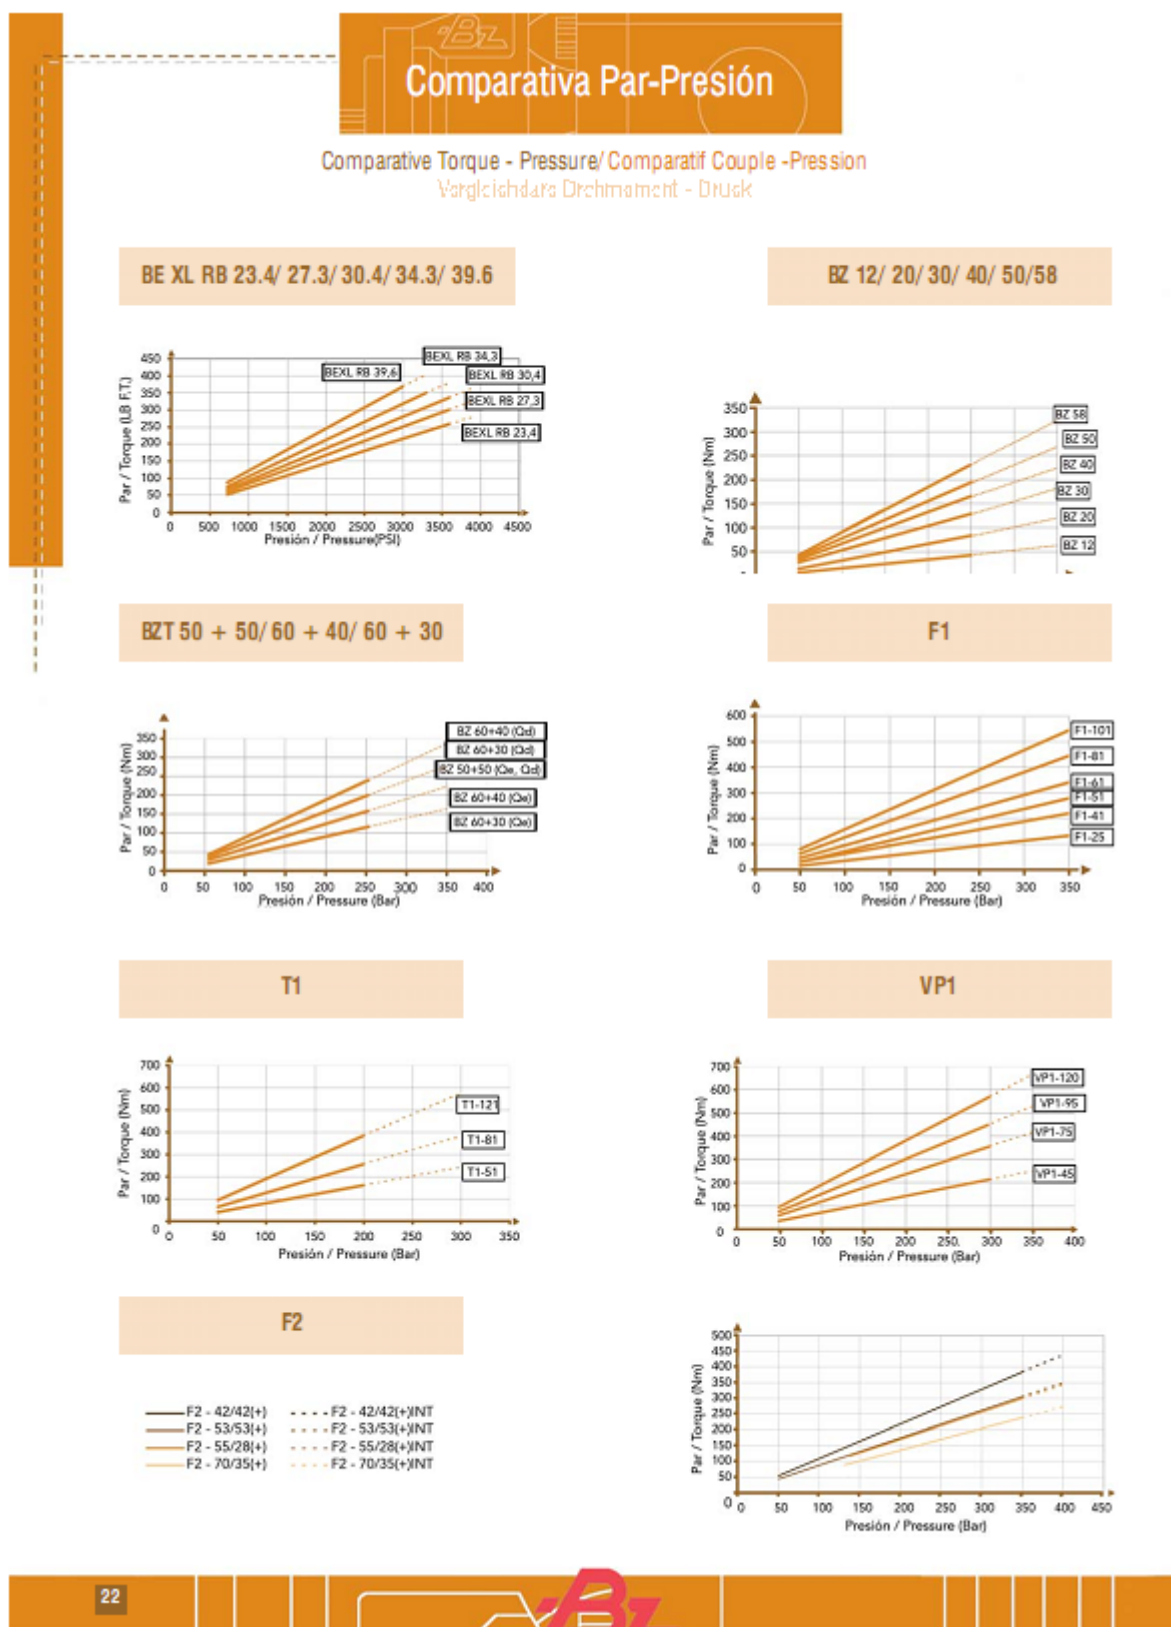 BZ
Comparativa Par-Presión
Comparative Torque - Pressure/ Comparatif Couple -Pression
BE XL RB 23.4/ 27.3/ 30.4/ 34.3/ 39.6
BZ 12/ 20/ 30/ 40/ 50/58
Par / Torque (LB F.T.)
450
400
350
300
250
200
150
100
50
0
BEXL RB 34,3
BEXL RB 39,6
BEXL RB 30,4
BEXL RB 27,3
BEXL RB 23,4
0 500 1000 1500 2000 2500 3000 3500 4000 4500
Presión / Pressure(PSI)
Par / Torque (Nm)
350
300
250
200
150
100
50
BZ 58
BZ 50
BZ 40
BZ 30
BZ 20
BZ 12
BZT 50 + 50/ 60 + 40/ 60 + 30
F1
Par / Torque (Nm)
350
300
250
200
150
100
50
0
BZ 60+40 (Qd)
BZ 60+30 (Qd)
BZ 50+50 (Qe, Qd)
BZ 60+40 (Qe)
BZ 60+30 (Qe)
0 50 100 150 200 250 300 350 400
Presión / Pressure (Bar)
Par / Torque (Nm)
600
500
400
300
200
100
0
F1-101
F1-81
F1-61
F1-51
F1-41
F1-25
0 50 100 150 200 250 300 350
Presión / Pressure (Bar)
T1
VP1
Par / Torque (Nm)
700
600
500
400
300
200
100
0
T1-121
T1-81
T1-51
0 50 100 150 200 250 300 350
Presión / Pressure (Bar)
Par / Torque (Nm)
700
600
500
400
300
200
100
0
VP1-120
VP1-95
VP1-75
VP1-45
0 50 100 150 200 250. 300 350 400
Presión / Pressure (Bar)
F2
F2 - 42/42(+) F2 - 42/42(+)INT
F2 - 53/53(+) F2 - 53/53(+)INT
F2 - 55/28(+) F2 - 55/28(+)INT
F2 - 70/35(+) F2 - 70/35(+)INT
Par / Torque (Nm)
500
450
400
350
300
250
200
150
100
50
0
0 50 100 150 200 250 300 350 400 450
Presión / Pressure (Bar)
22
BZ